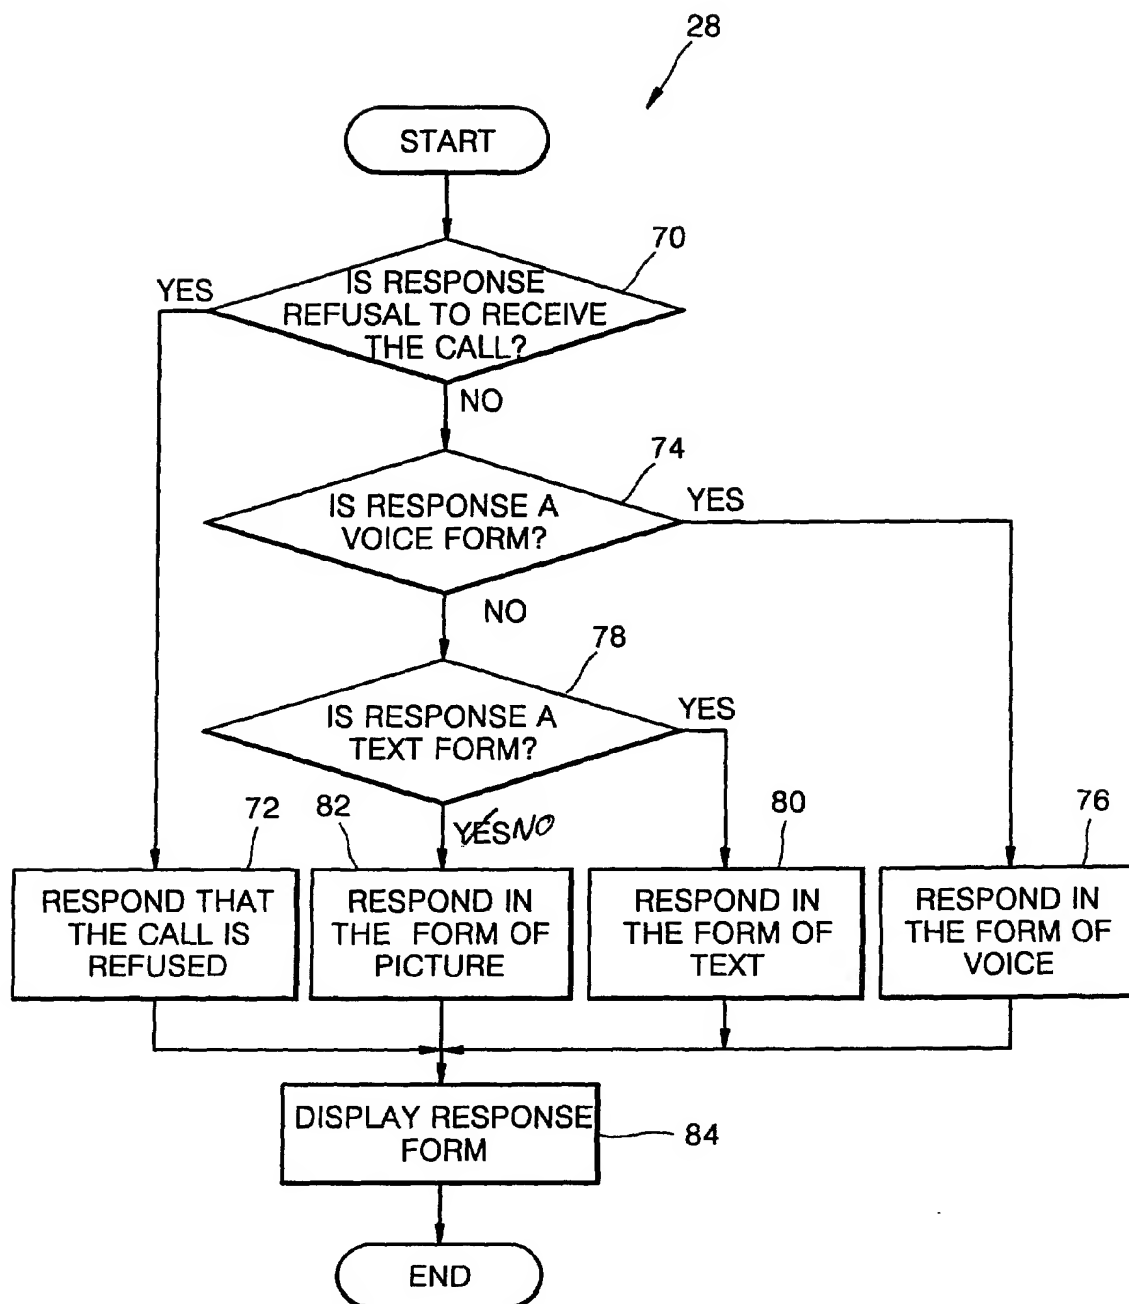 28
START
70
YES
IS RESPONSE
REFUSAL TO RECEIVE
THE CALL?
NO
74
IS RESPONSE A
VOICE FORM?
YES
NO
78
IS RESPONSE A
TEXT FORM?
YES
YES NO
72
82
80
76
RESPOND THAT
THE CALL IS
REFUSED
RESPOND IN
THE FORM OF
PICTURE
RESPOND IN
THE FORM OF
TEXT
RESPOND IN
THE FORM OF
VOICE
DISPLAY RESPONSE
FORM
84
END